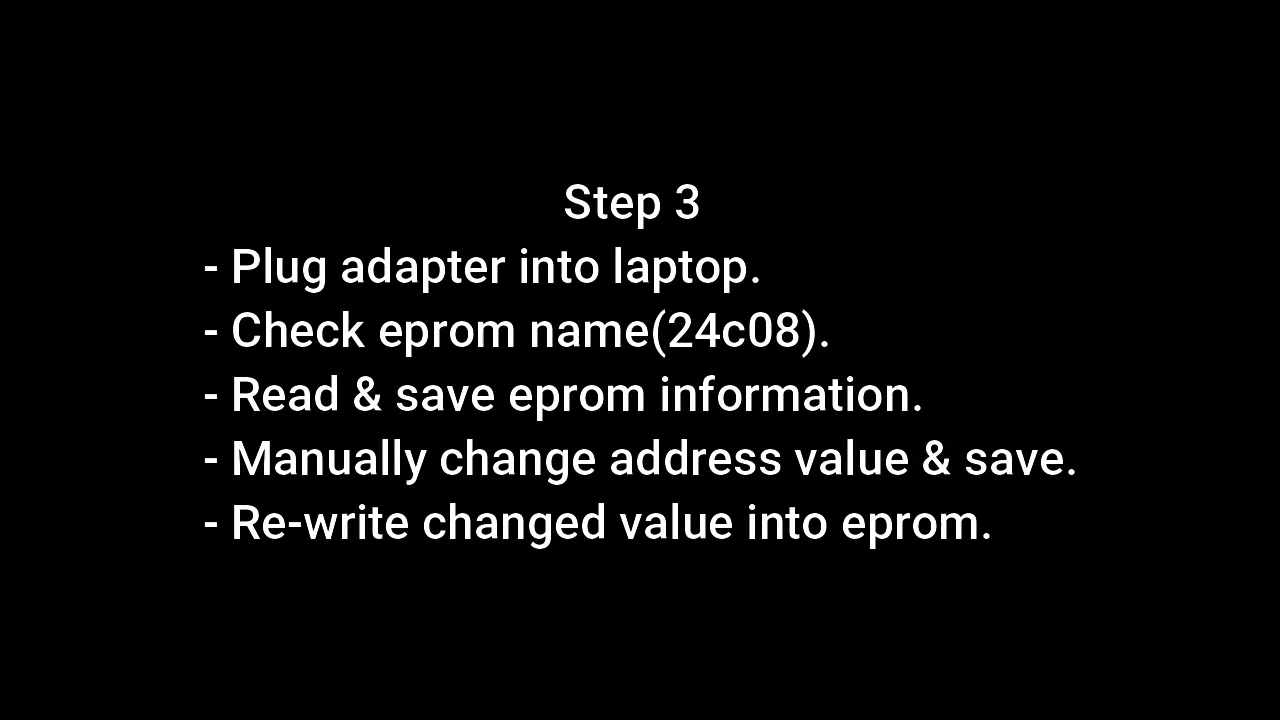 Step 3
- Plug adapter into laptop.
- Check eprom name(24c08).
- Read & save eprom information.
- Manually change address value & save.
- Re-write changed value into eprom.